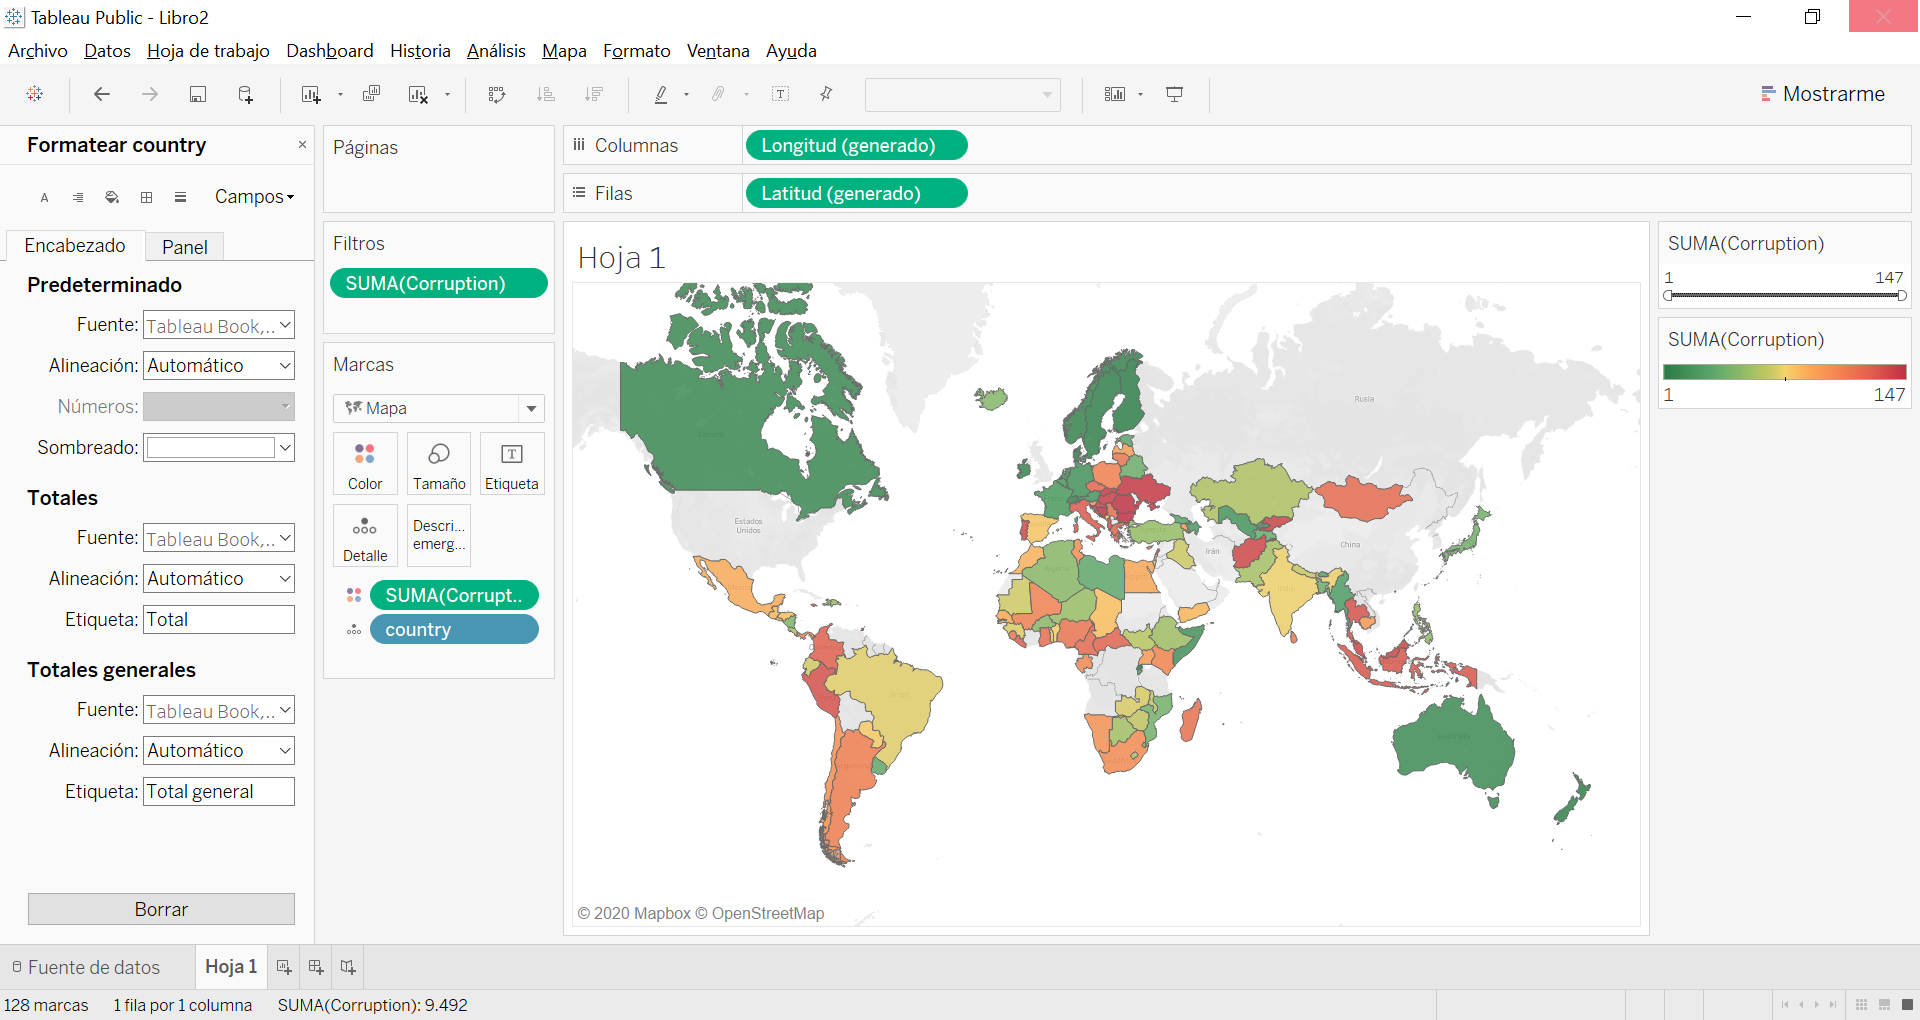 Tableau Public - Libro2
Archivo Datos Hoja de trabajo Dashboard Historia Análisis Mapa Formato Ventana Ayuda
Mostrarme
Formatear country
Campos
Encabezado Panel
Predeterminado
Fuente: Tableau Book,...
Alineación: Automático
Números:
Sombreado:
Totales
Fuente: Tableau Book,...
Alineación: Automático
Etiqueta: Total
Totales generales
Fuente: Tableau Book,...
Alineación: Automático
Etiqueta: Total general
Borrar
Páginas
Filtros
SUMA(Corruption)
Marcas
Mapa
Color Tamaño Etiqueta
Detalle
Descri...
emerg...
SUMA(Corrupt..
country
Columnas Longitud (generado)
Filas Latitud (generado)
Hoja 1
Rusia
Estados
Unidos
Irán
China
© 2020 Mapbox © OpenStreetMap
SUMA(Corruption)
1 147
SUMA(Corruption)
1 147
Fuente de datos Hoja 1
128 marcas 1 fila por 1 columna SUMA(Corruption): 9.492